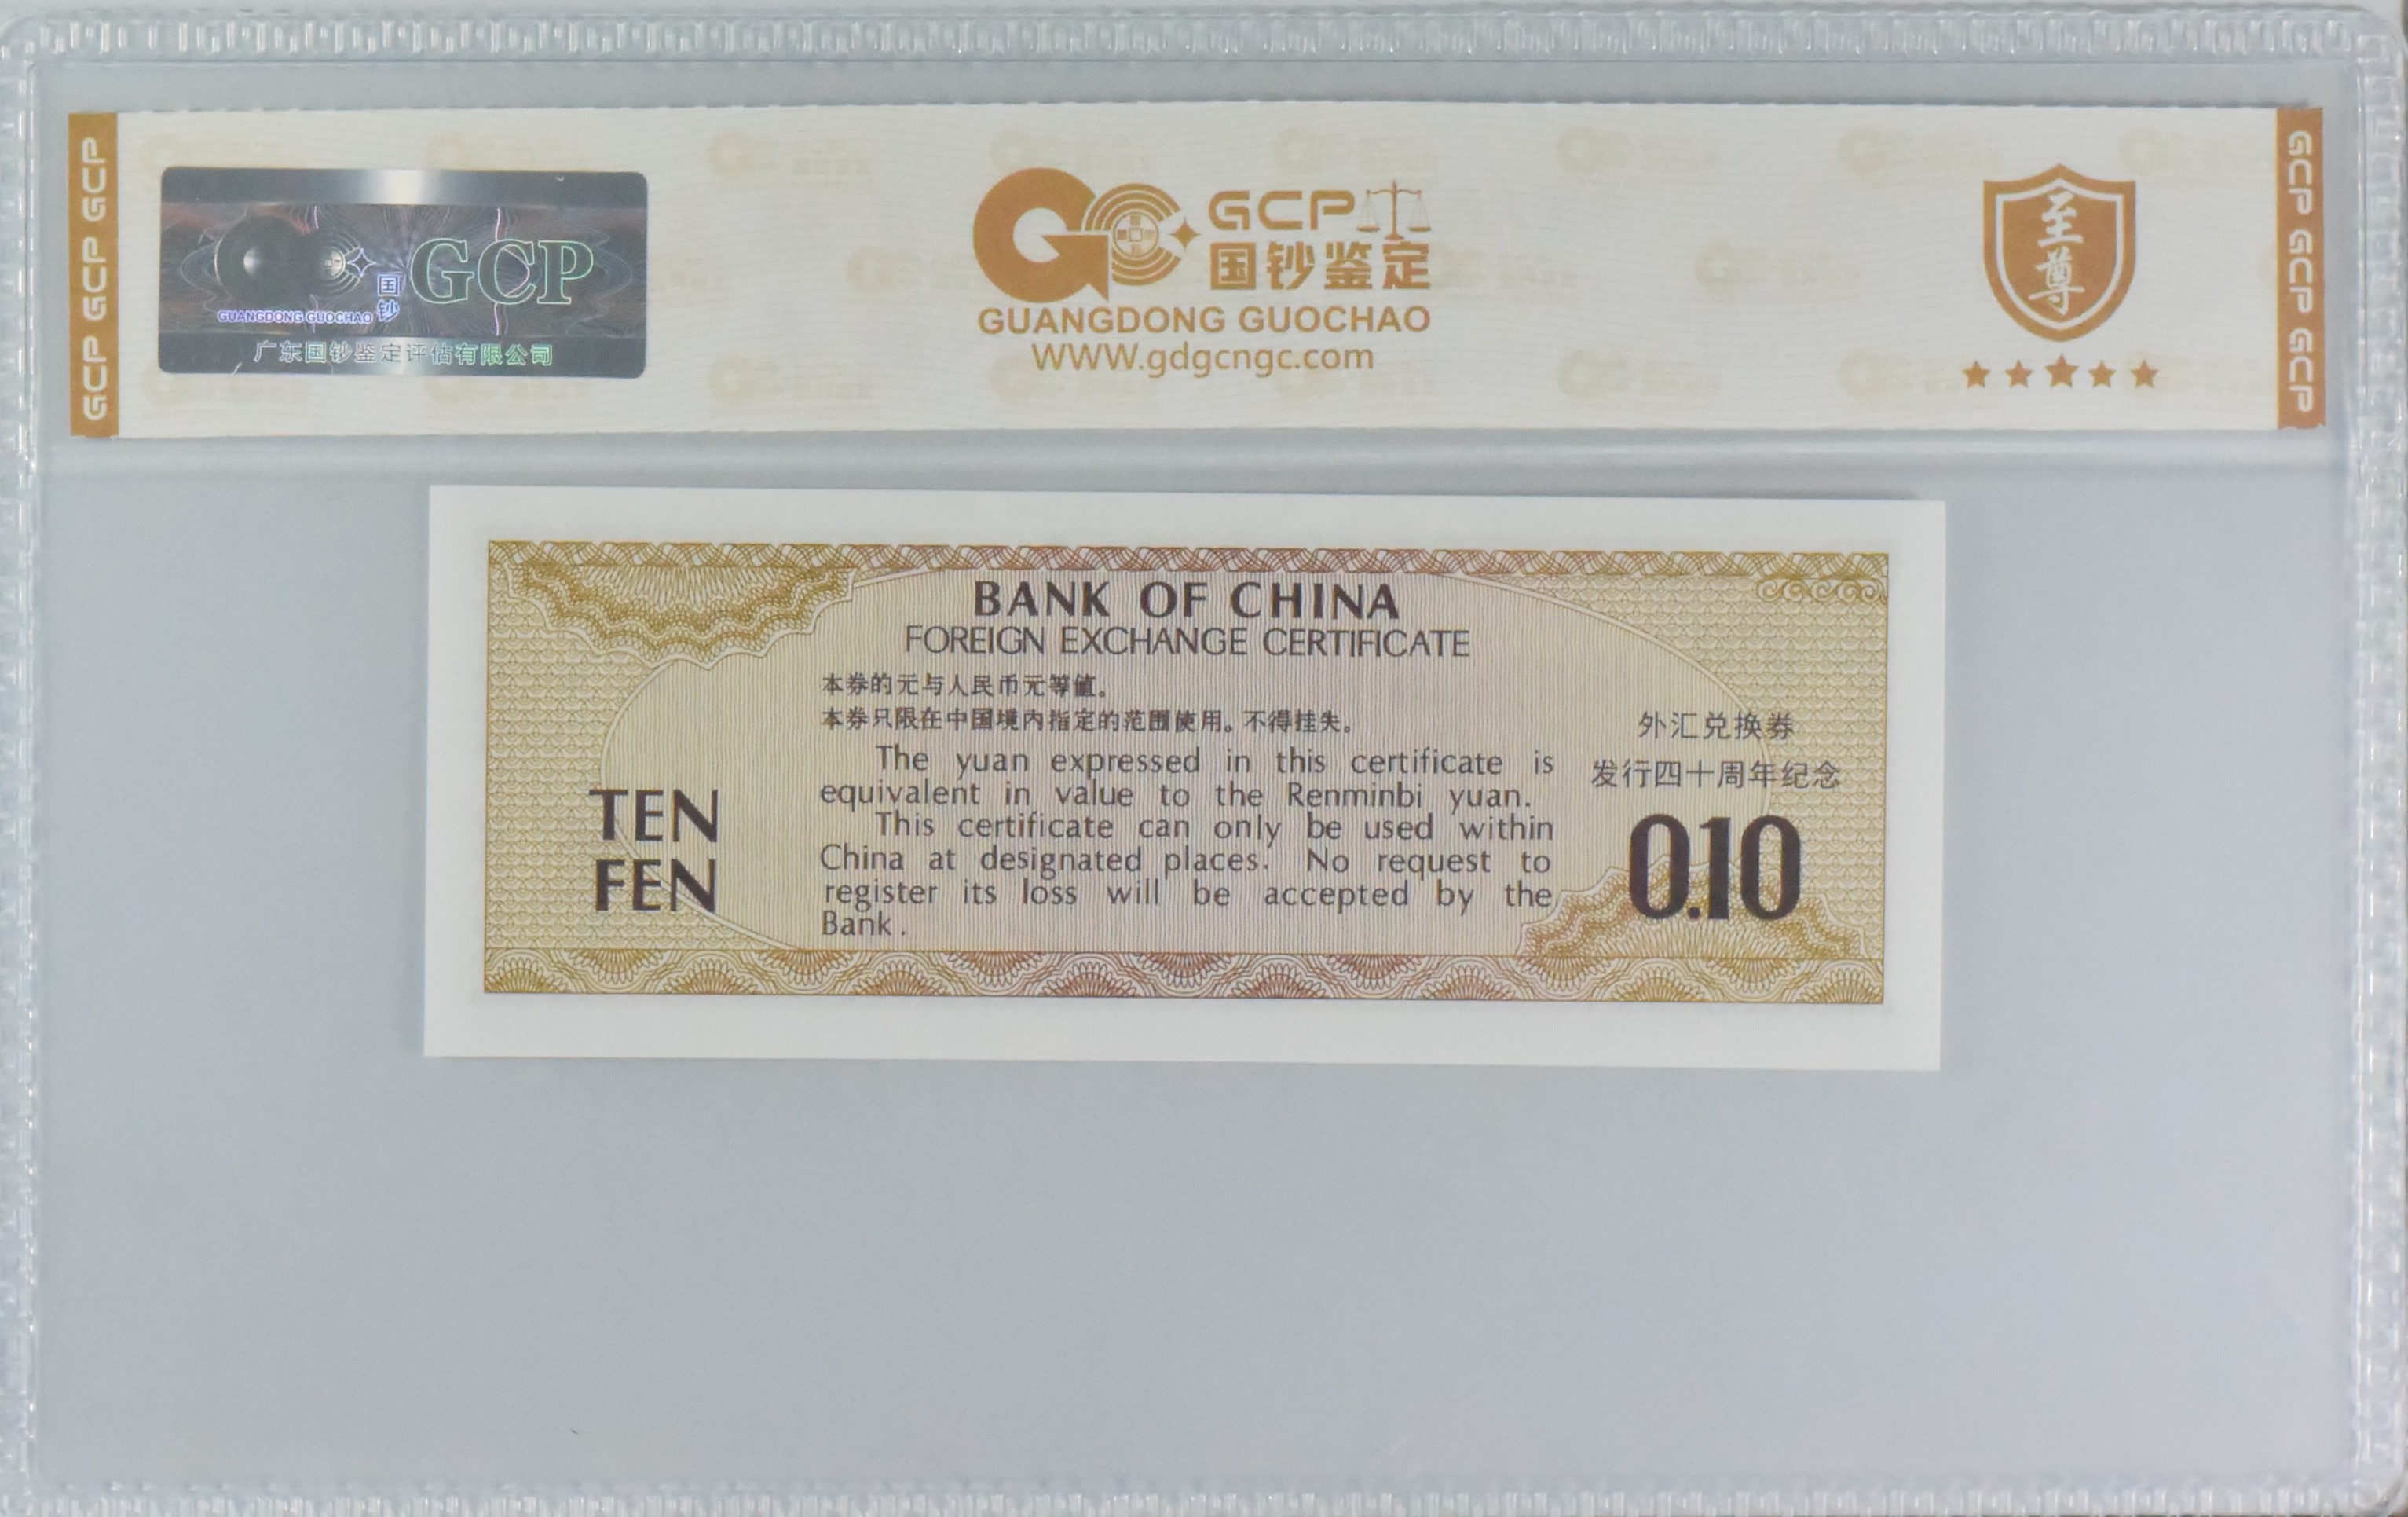 GCP GCP GCP
国钞
GCP
GUANGDONG GUOCHAO
广东国钞鉴定评估有限公司
GCP
国钞鉴定
GUANGDONG GUOCHAO
WWW.gdgcngc.com
至尊
GCP GCP GCP
BANK OF CHINA
FOREIGN EXCHANGE CERTIFICATE
本券的元与人民币元等值。
本券只限在中国境内指定的范围使用。不得挂失。
The yuan expressed in this certificate is
equivalent in value to the Renminbi yuan.
This certificate can only be used within
China at designated places. No request to
register its loss will be accepted by the
Bank.
TEN
FEN
外汇兑换券
发行四十周年纪念
0.10